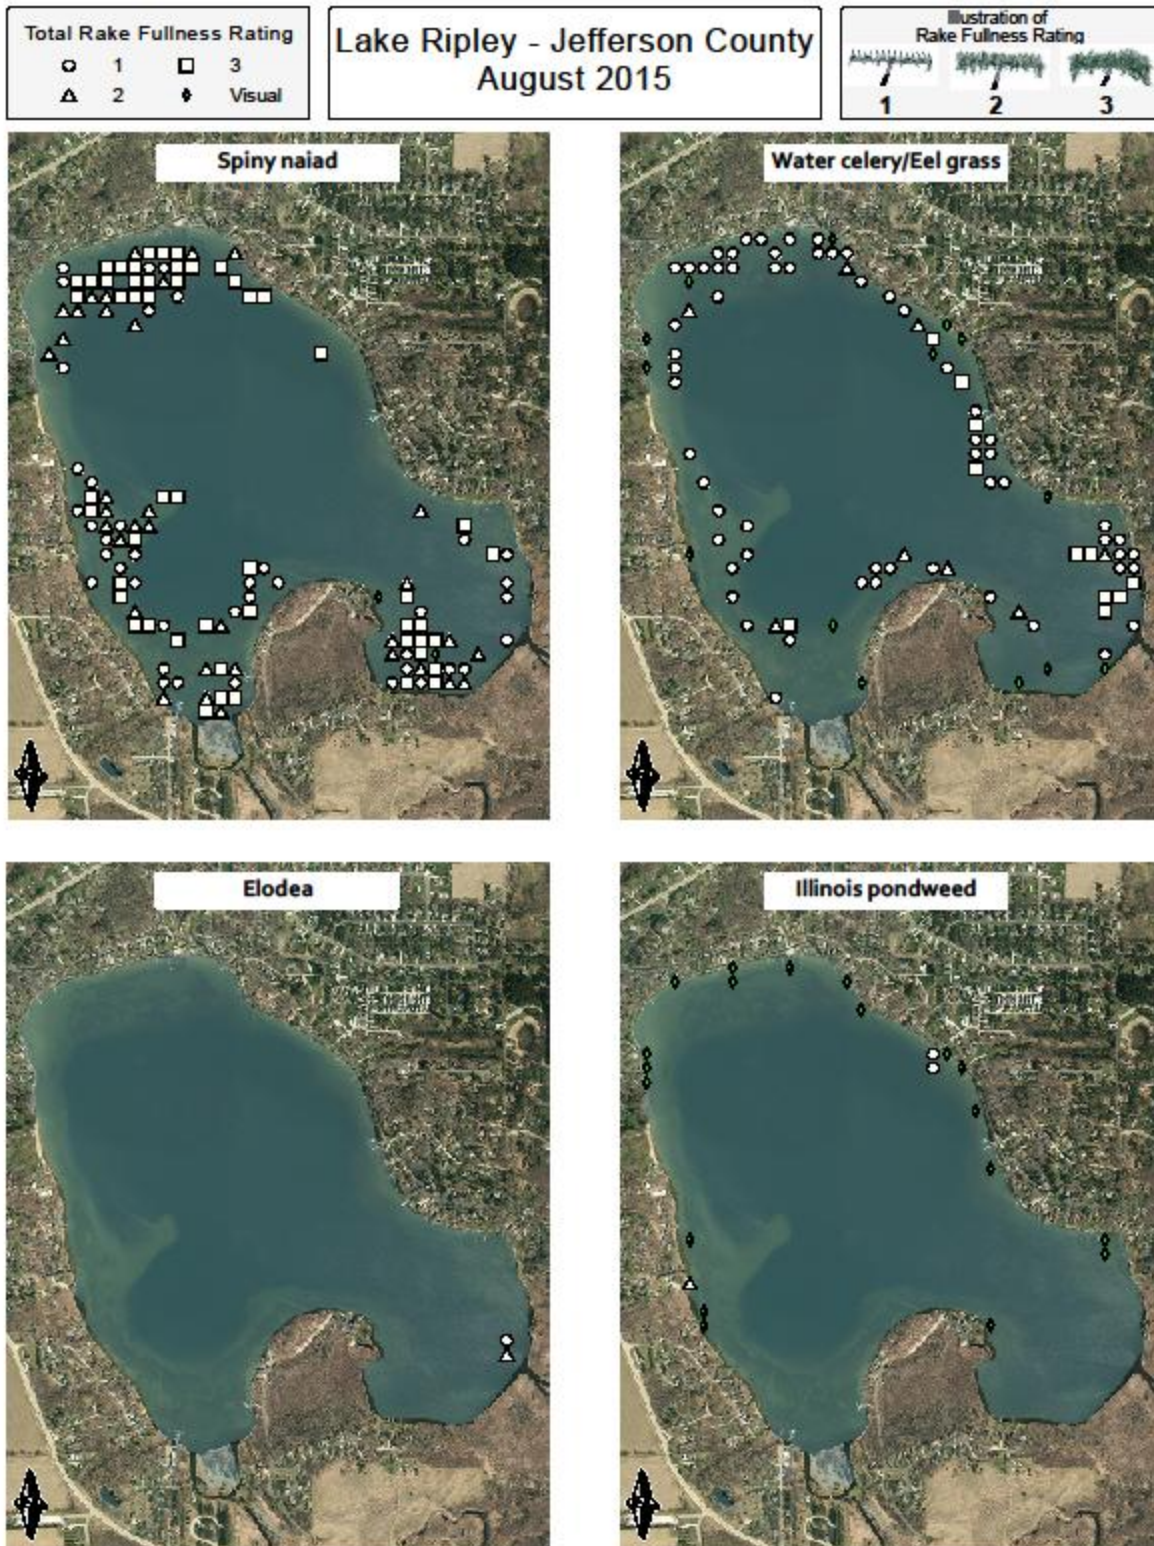 Total Rake Fullness Rating
1
3
2
Visual
Lake Ripley - Jefferson County
August 2015
Illustration of
Rake Fullness Rating
1 2 3
Spiny naiad
Water celery/Eel grass
Elodea
Illinois pondweed